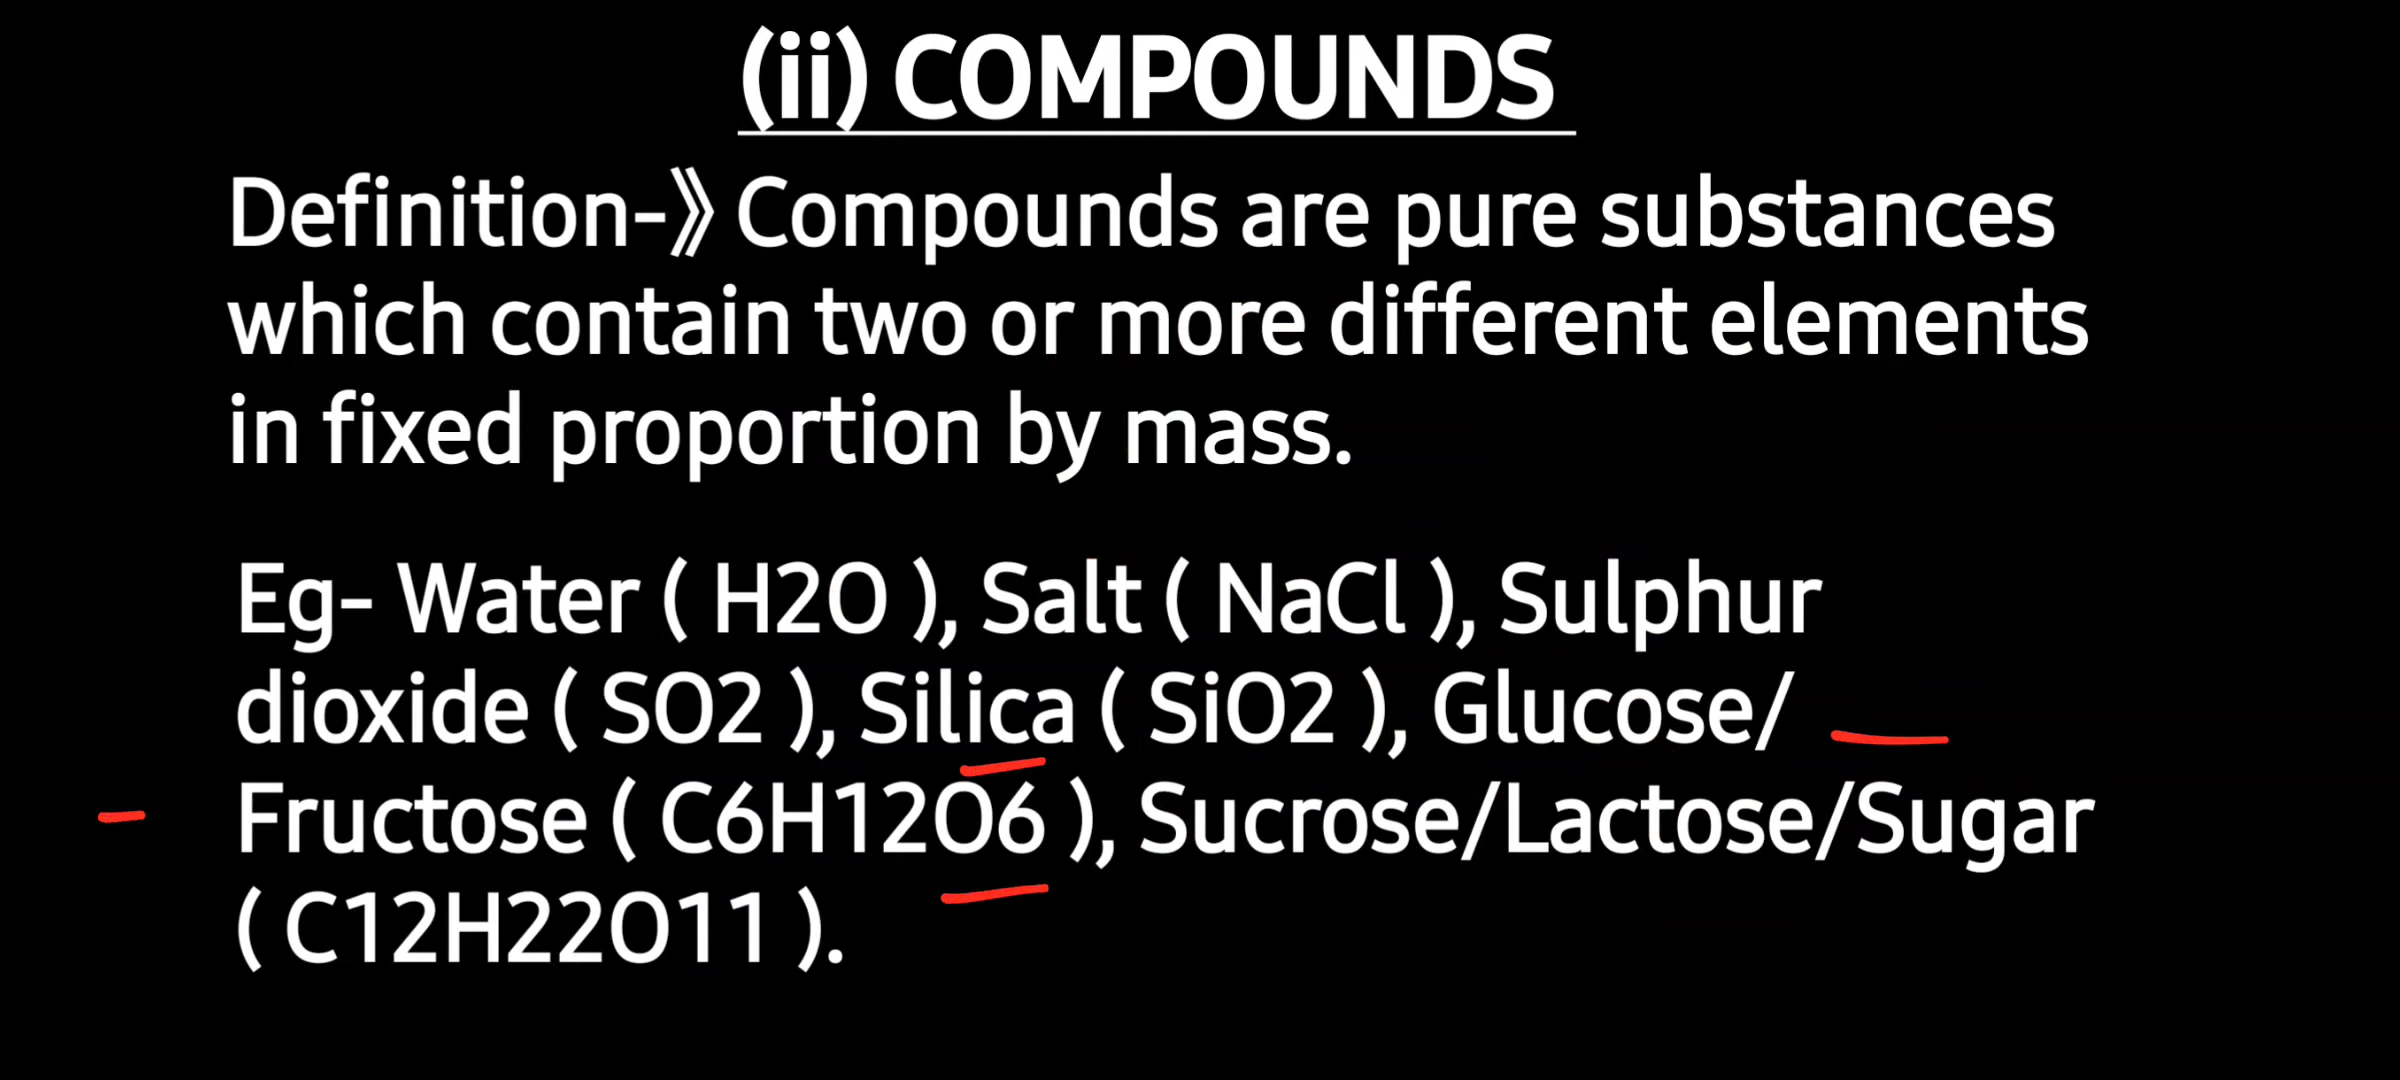 (ii) COMPOUNDS
Definition-》Compounds are pure substances
which contain two or more different elements
in fixed proportion by mass.
Eg- Water ( H2O ), Salt ( NaCl ), Sulphur
dioxide ( SO2 ), Silica ( SiO2 ), Glucose/
Fructose ( C6H12O6 ), Sucrose/Lactose/Sugar
( C12H22O11 ).